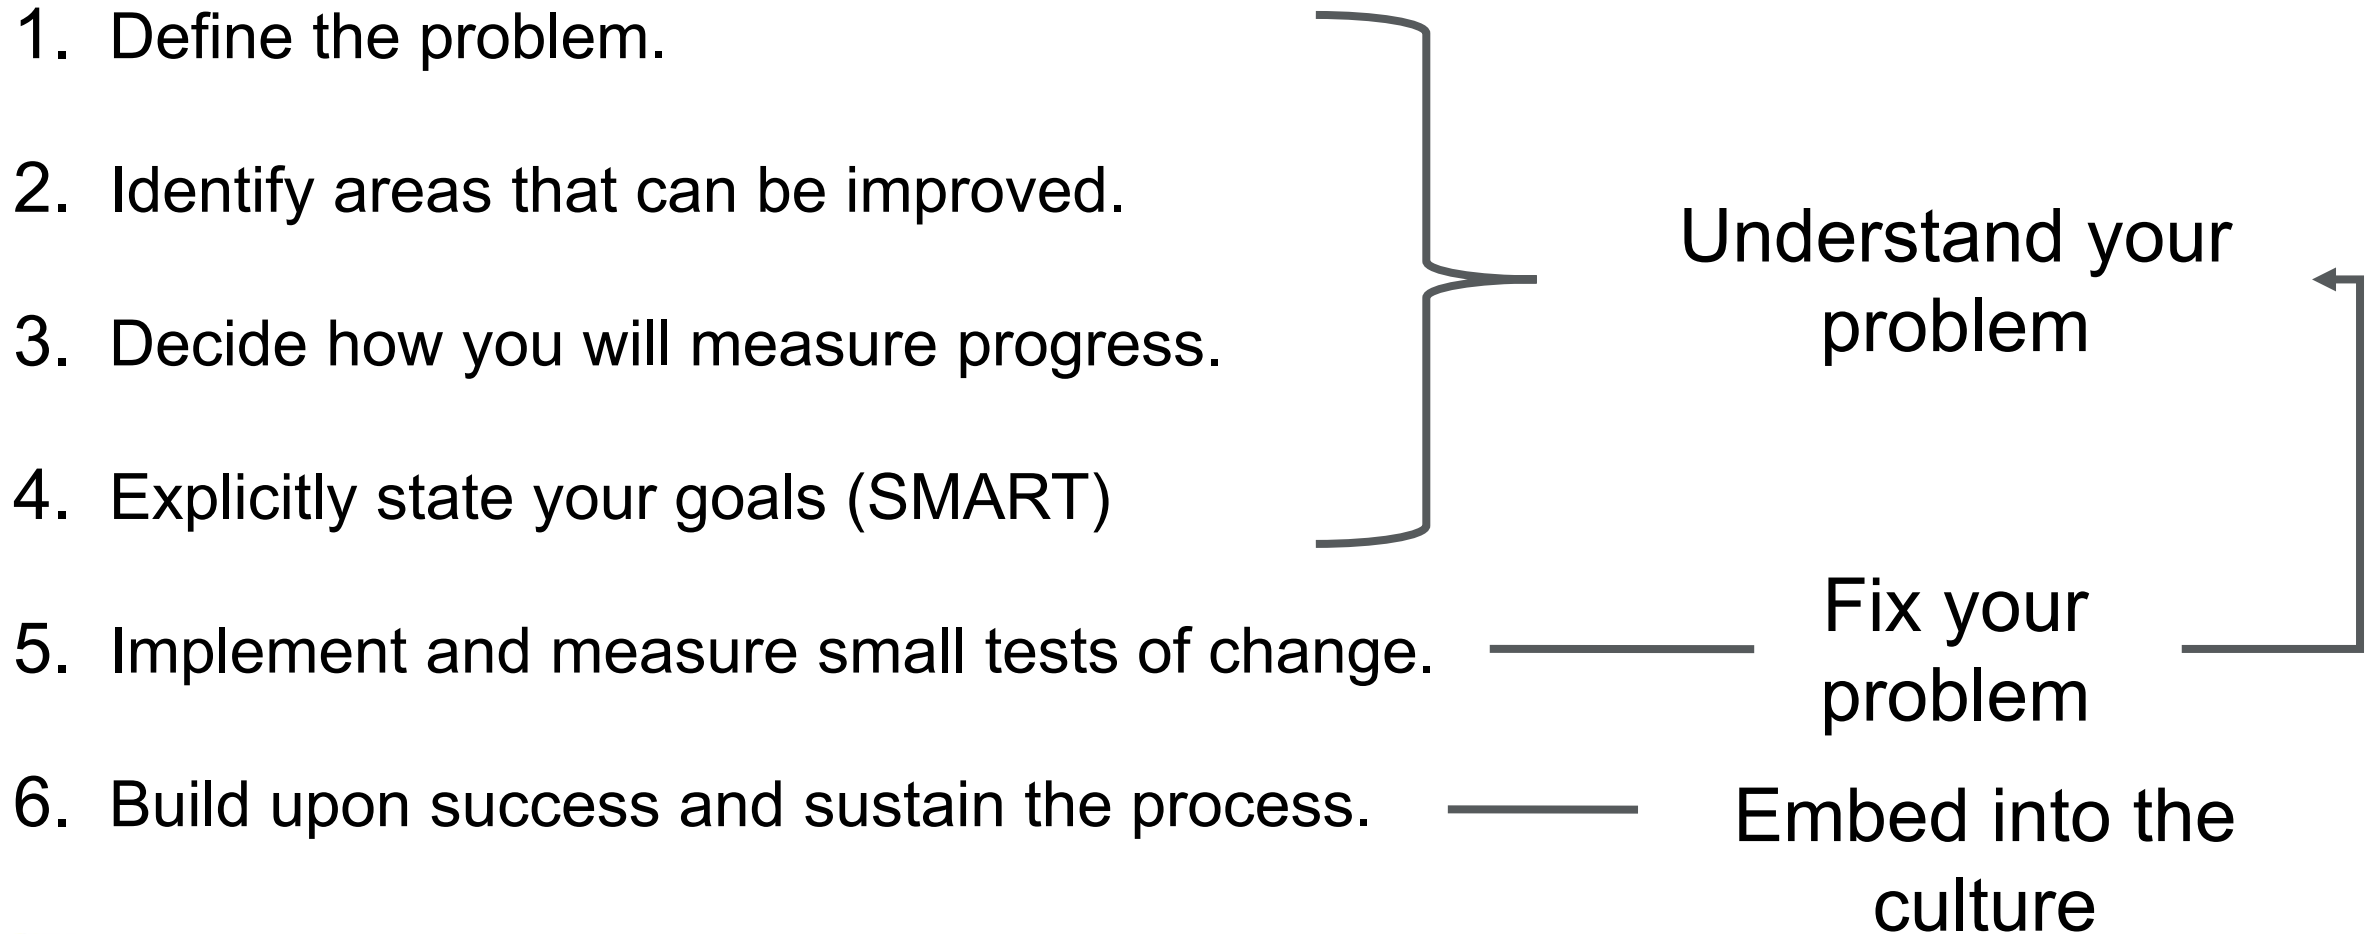 1. Define the problem.
2. Identify areas that can be improved.
3. Decide how you will measure progress.
4. Explicitly state your goals (SMART)
5. Implement and measure small tests of change.
6. Build upon success and sustain the process.
Understand your
problem
Fix your
problem
Embed into the
culture